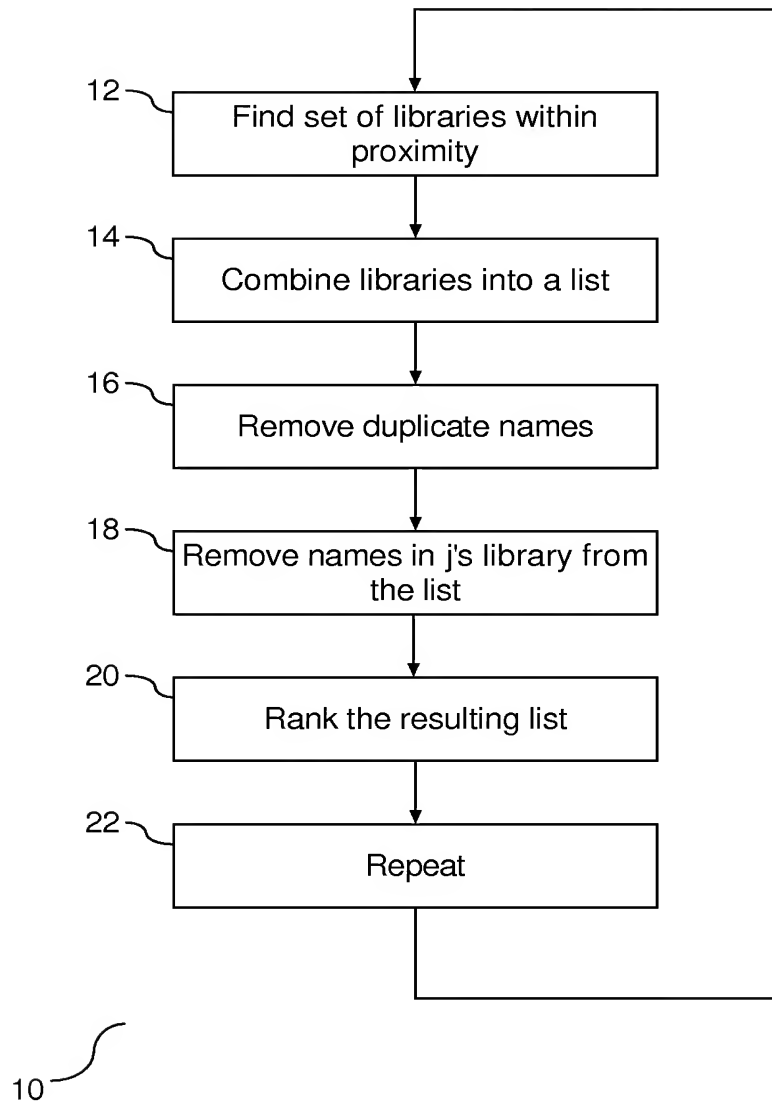 12
Find set of libraries within
proximity
14
Combine libraries into a list
16
Remove duplicate names
18
Remove names in j's library from
the list
20
Rank the resulting list
22
Repeat
10